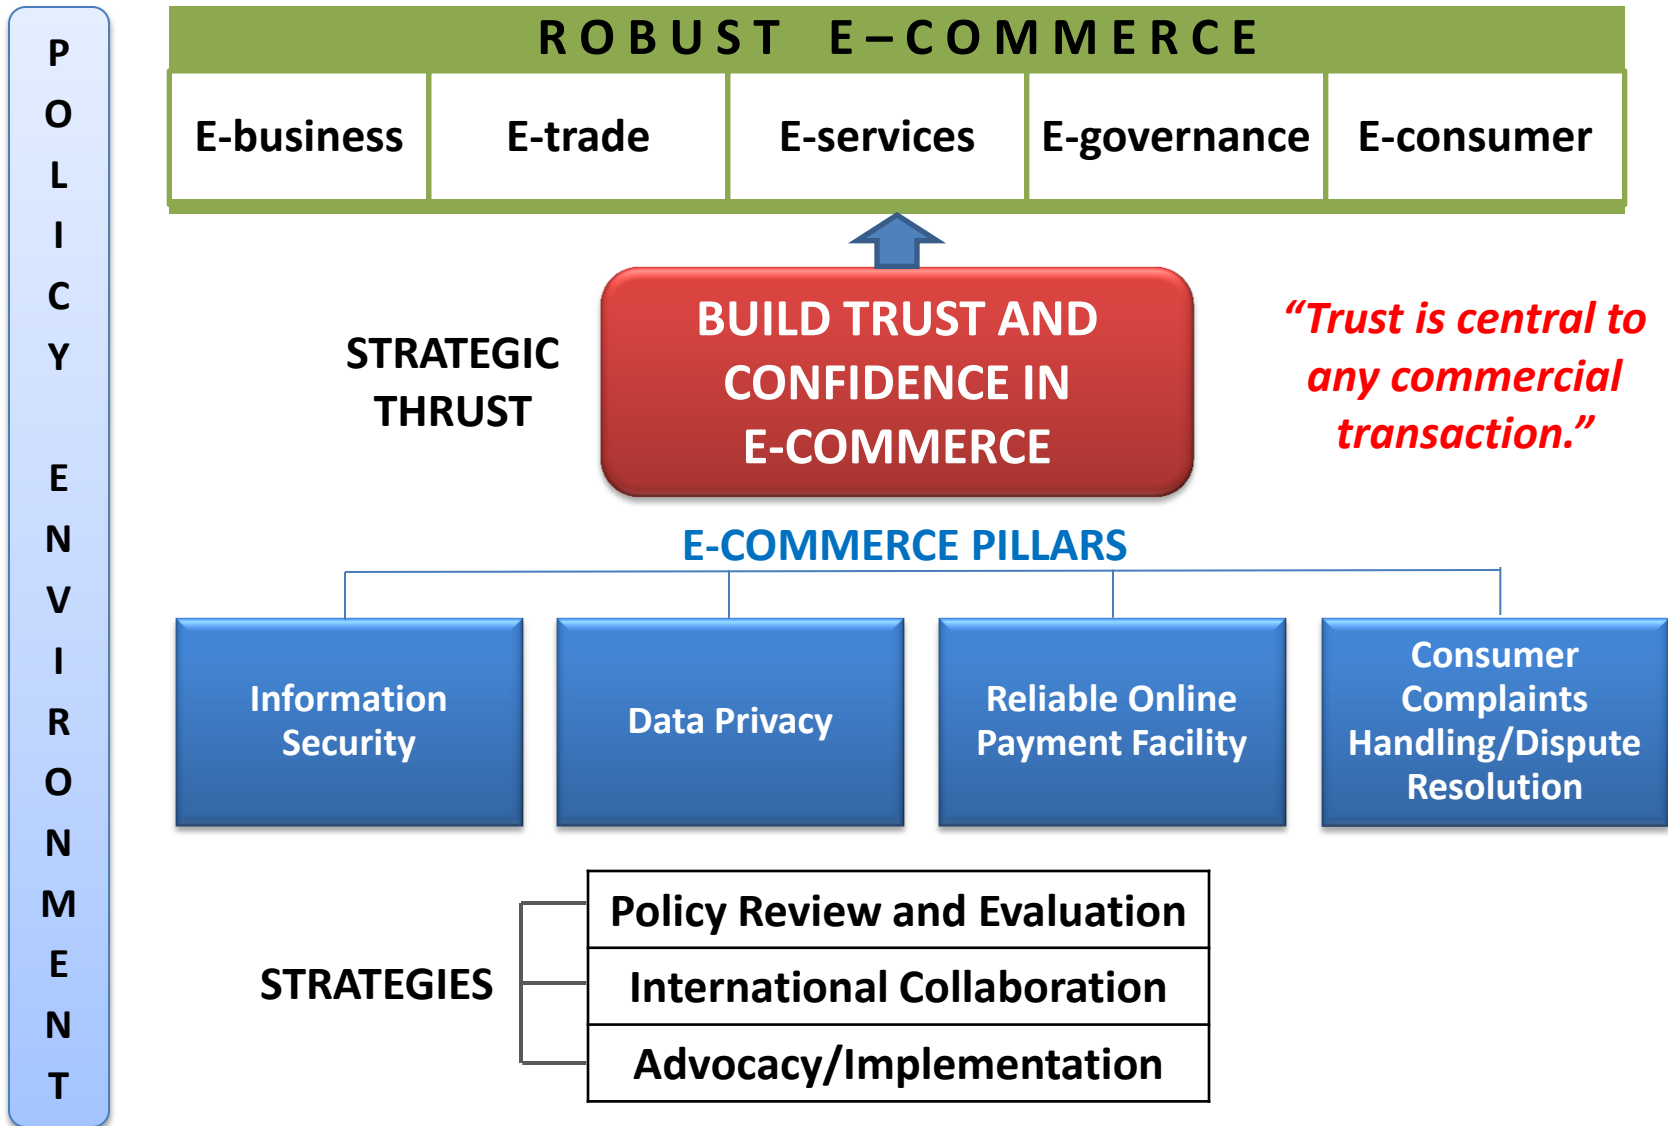 POLICY ENVIRONMENT
ROBUST E–COMMERCE
E-business
E-trade
E-services
E-governance
E-consumer
STRATEGIC
THRUST
BUILD TRUST AND
CONFIDENCE IN
E-COMMERCE
“Trust is central to
any commercial
transaction.”
E-COMMERCE PILLARS
Information
Security
Data Privacy
Reliable Online
Payment Facility
Consumer
Complaints
Handling/Dispute
Resolution
STRATEGIES
Policy Review and Evaluation
International Collaboration
Advocacy/Implementation